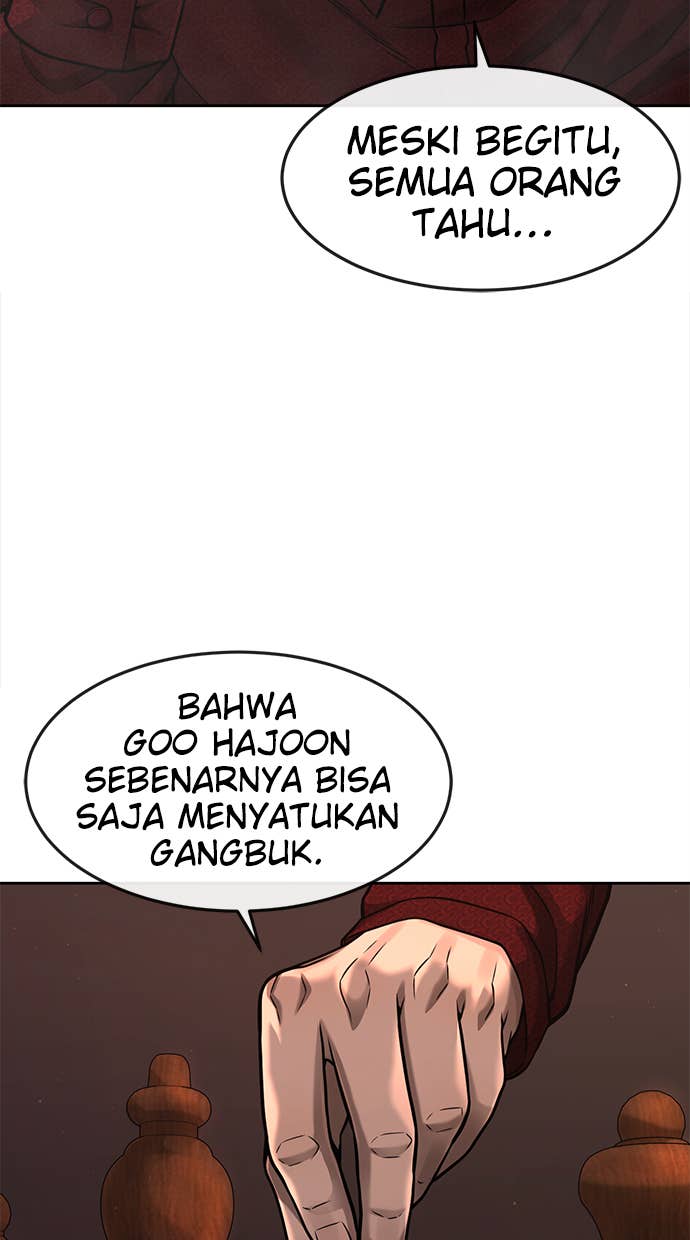 MESKI BEGITU,
SEMUA ORANG
TAHU...
BAHWA
GOO HAJOON
SEBENARNYA BISA
SAJA MENYATUKAN
GANGBUK.